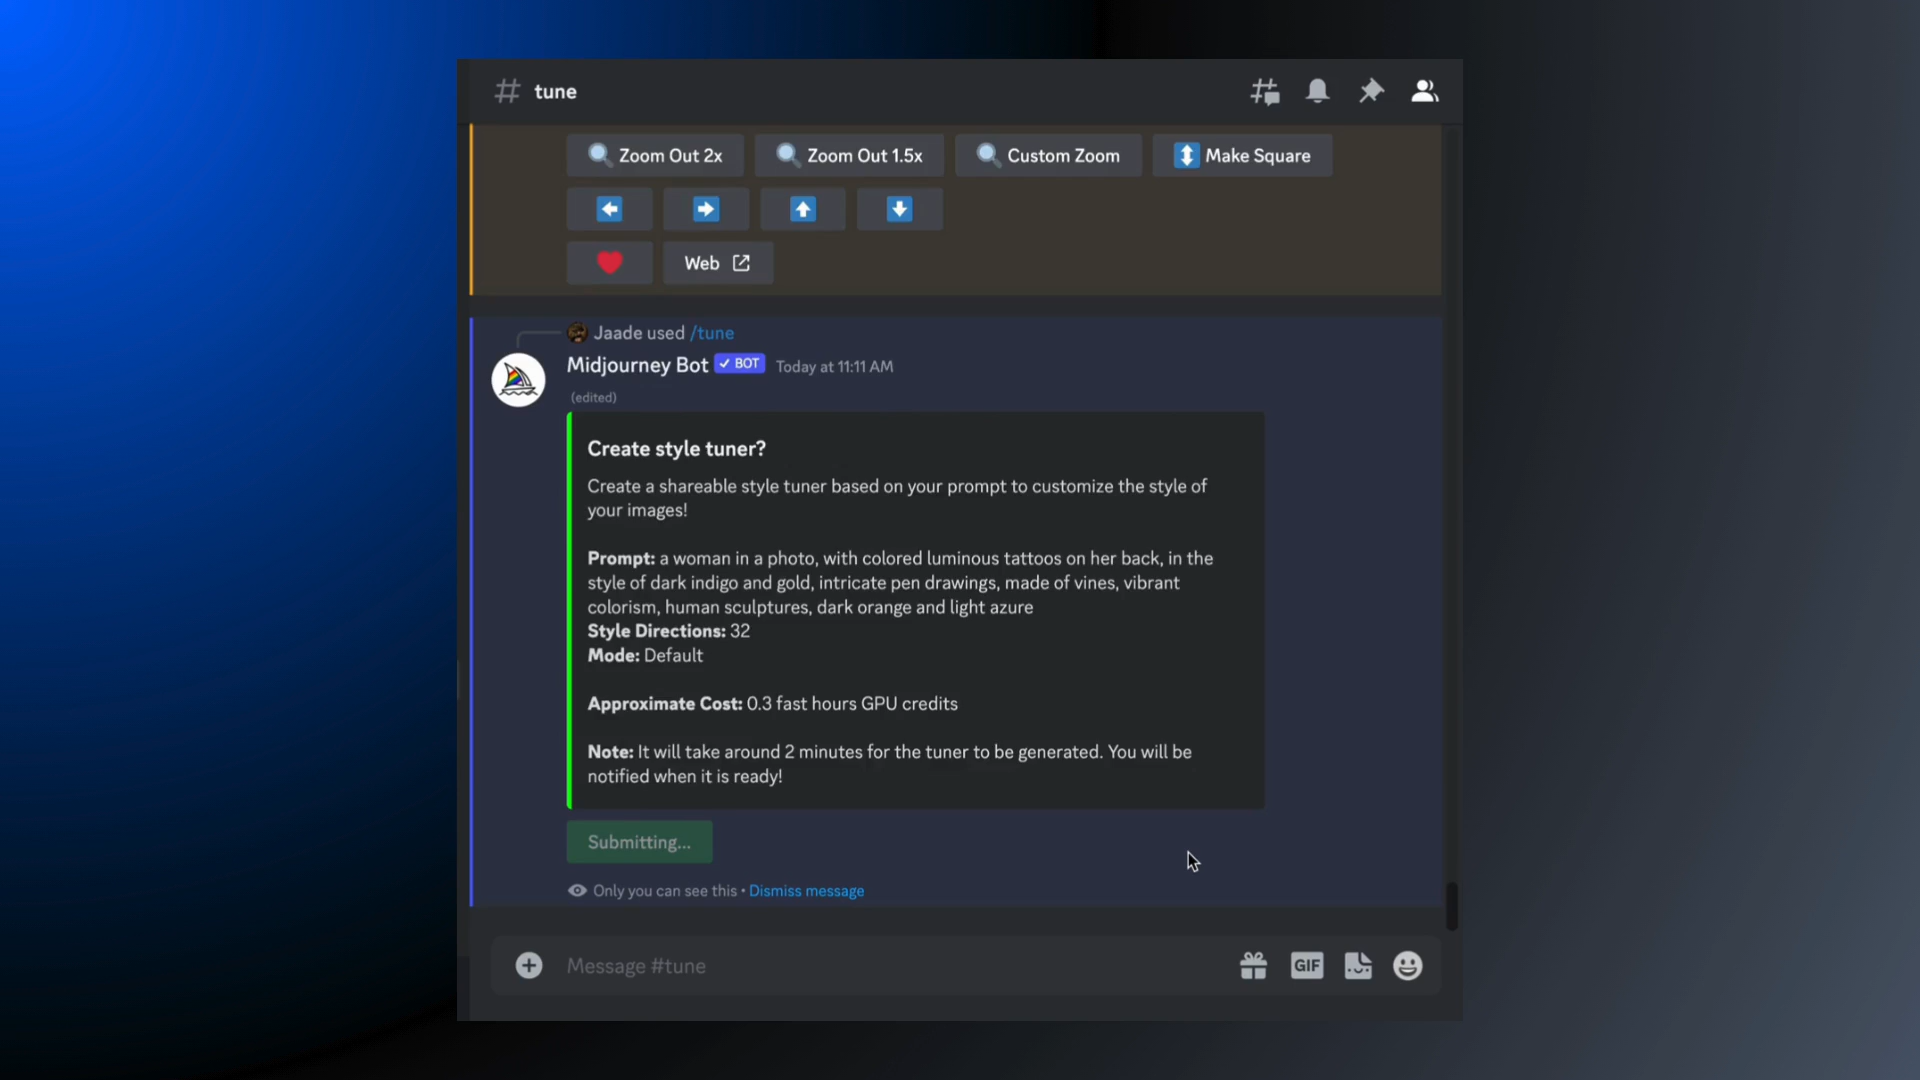 # tune
Zoom Out 2x Zoom Out 1.5x Custom Zoom Make Square
Web
Jaade used /tune
Midjourney Bot ✓ BOT Today at 11:11 AM
(edited)
Create style tuner?
Create a shareable style tuner based on your prompt to customize the style of
your images!
Prompt: a woman in a photo, with colored luminous tattoos on her back, in the
style of dark indigo and gold, intricate pen drawings, made of vines, vibrant
colorism, human sculptures, dark orange and light azure
Style Directions: 32
Mode: Default
Approximate Cost: 0.3 fast hours GPU credits
Note: It will take around 2 minutes for the tuner to be generated. You will be
notified when it is ready!
Submitting...
Only you can see this • Dismiss message
Message #tune GIF